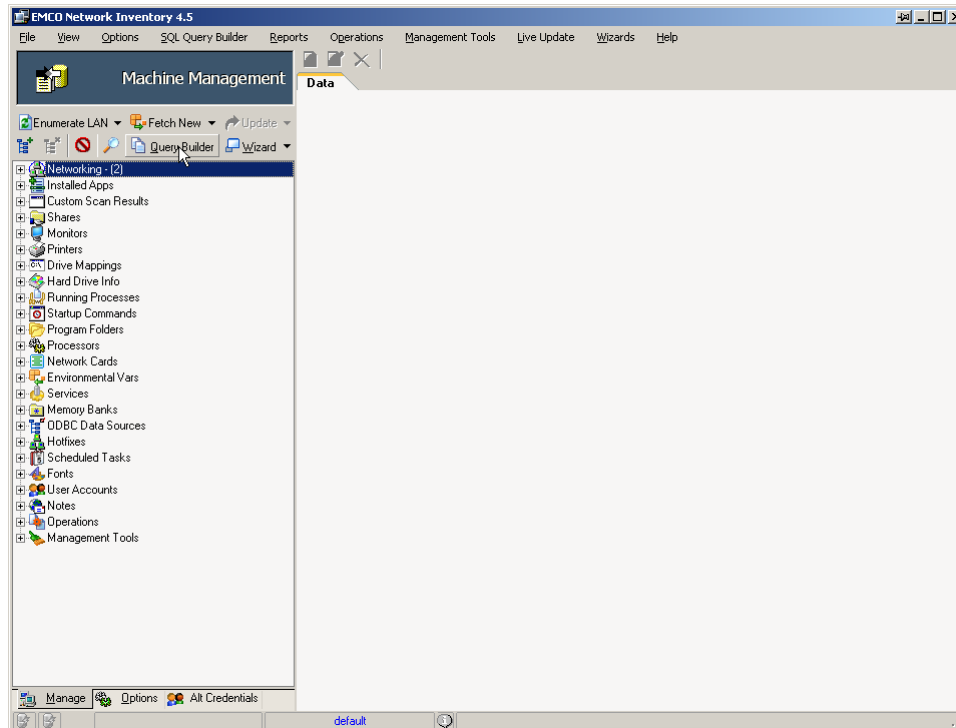 EMCO Network Inventory 4.5
File View Options SQL Query Builder Reports Operations Management Tools Live Update Wizards Help
Machine Management
Data
Enumerate LAN Fetch New Update
Query Builder Wizard
Networking - (2)
Installed Apps
Custom Scan Results
Shares
Monitors
Printers
Drive Mappings
Hard Drive Info
Running Processes
Startup Commands
Program Folders
Processors
Network Cards
Environmental Vars
Services
Memory Banks
ODBC Data Sources
Hotfixes
Scheduled Tasks
Fonts
User Accounts
Notes
Operations
Management Tools
Manage Options Alt Credentials
default